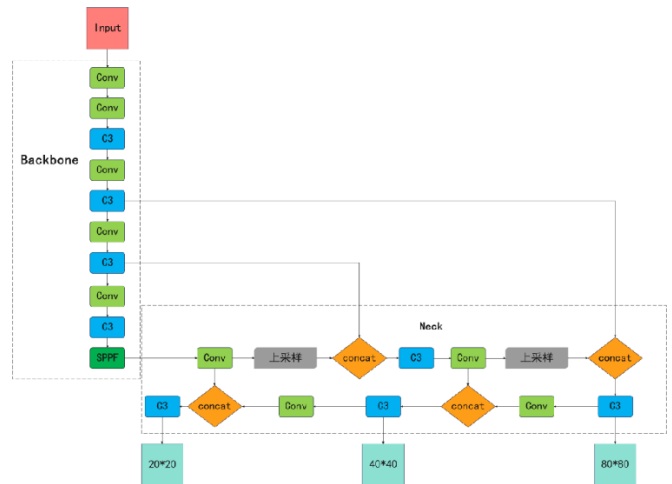 Input
Conv
Conv
C3
Backbone
Conv
C3
Conv
C3
Conv
C3
SPPF
Neck
Conv
上采样
concat
C3
Conv
上采样
concat
C3
concat
Conv
C3
concat
Conv
C3
20*20
40*40
80*80